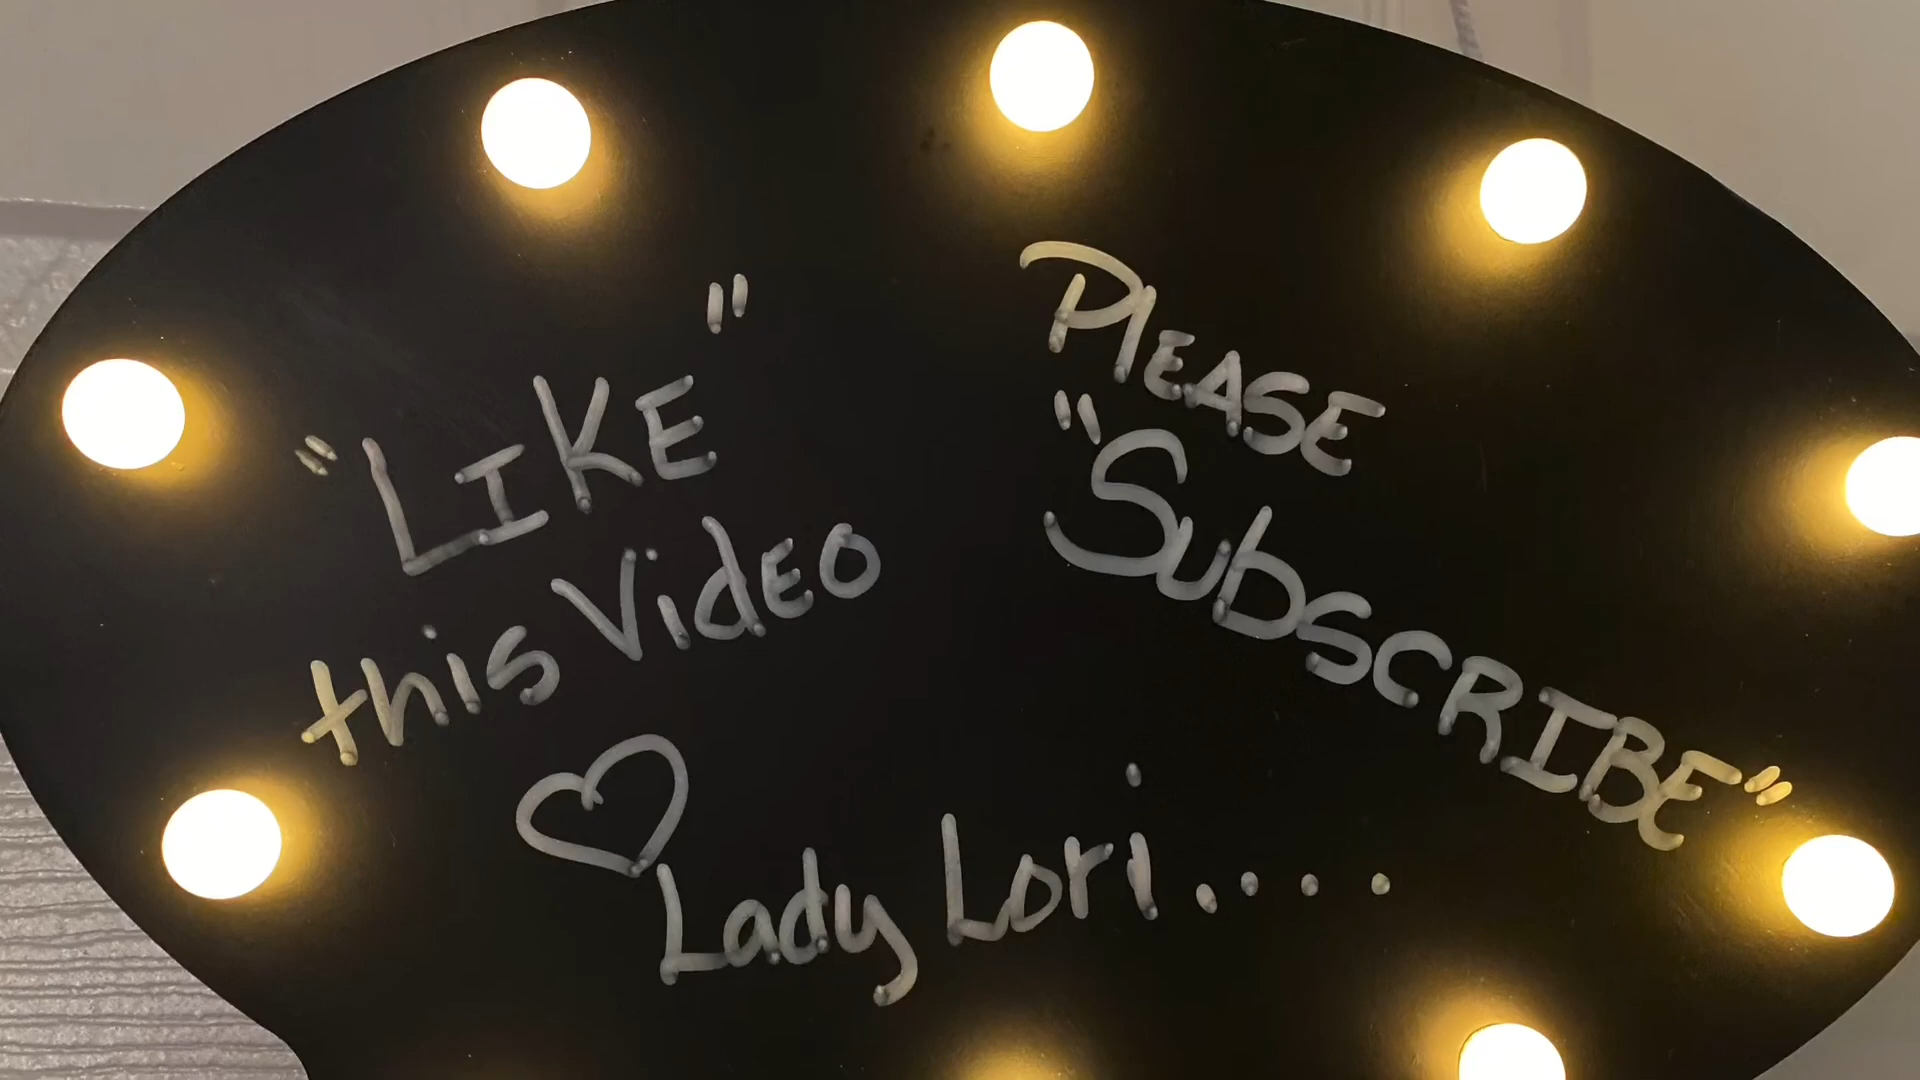 "LIKE"
this Video
PlEASE
"SubSCRIBE"
♡ Lady Lori.....